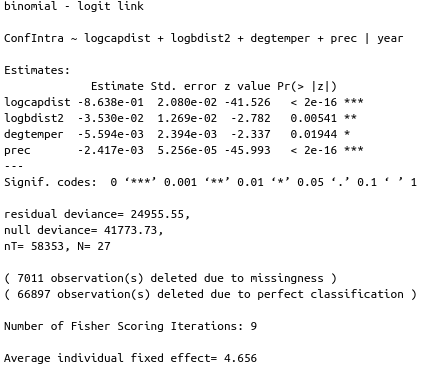 binomial - logit link
ConfIntra ~ logcapdist + logbdist2 + degtemper + prec | year
Estimates:
Estimate Std. error z value Pr(> |z|)
logcapdist -8.638e-01 2.080e-02 -41.526 < 2e-16 ***
logbdist2 -3.530e-02 1.269e-02 -2.782 0.00541 **
degtemper -5.594e-03 2.394e-03 -2.337 0.01944 *
prec -2.417e-03 5.256e-05 -45.993 < 2e-16 ***
---
Signif. codes: 0 ‘***’ 0.001 ‘**’ 0.01 ‘*’ 0.05 ‘.’ 0.1 ‘ ’ 1
residual deviance= 24955.55,
null deviance= 41773.73,
nT= 58353, N= 27
( 7011 observation(s) deleted due to missingness )
( 66897 observation(s) deleted due to perfect classification )
Number of Fisher Scoring Iterations: 9
Average individual fixed effect= 4.656